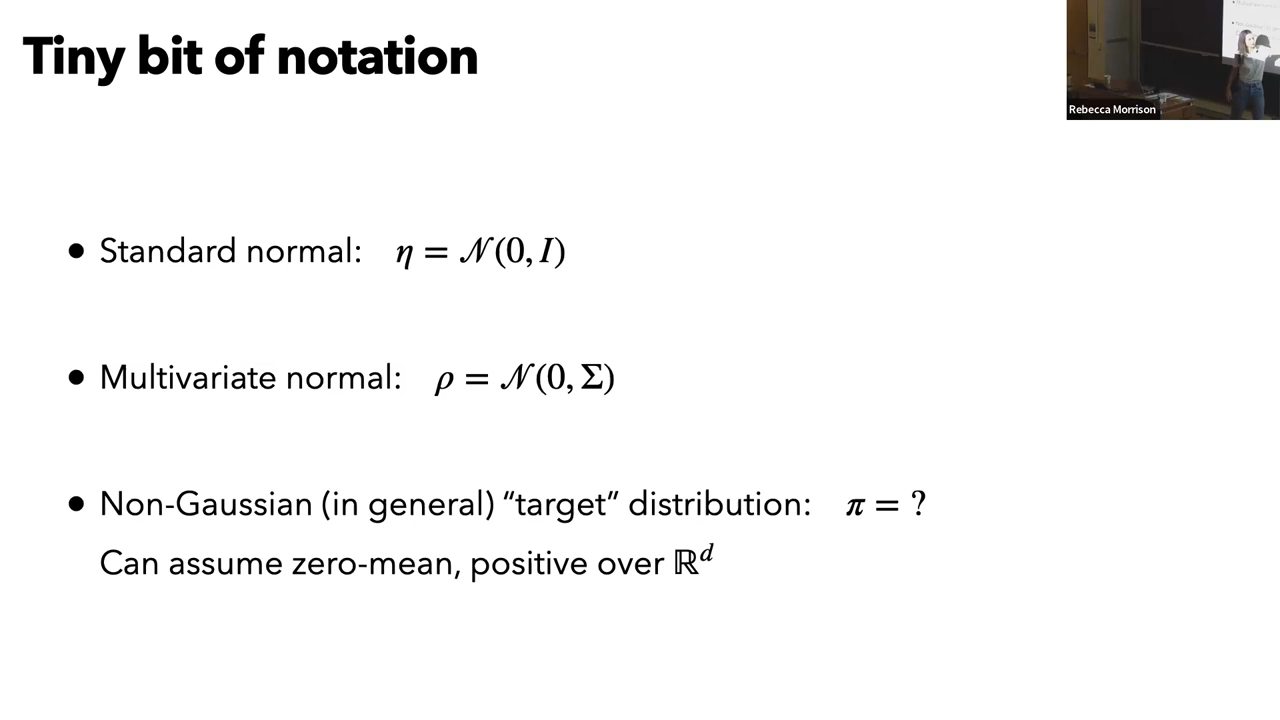 Tiny bit of notation
Rebecca Morrison
● Standard normal: η = 𝒩(0, I)
● Multivariate normal: ρ = 𝒩(0, Σ)
● Non-Gaussian (in general) “target” distribution: π = ?
Can assume zero-mean, positive over ℝᵈ